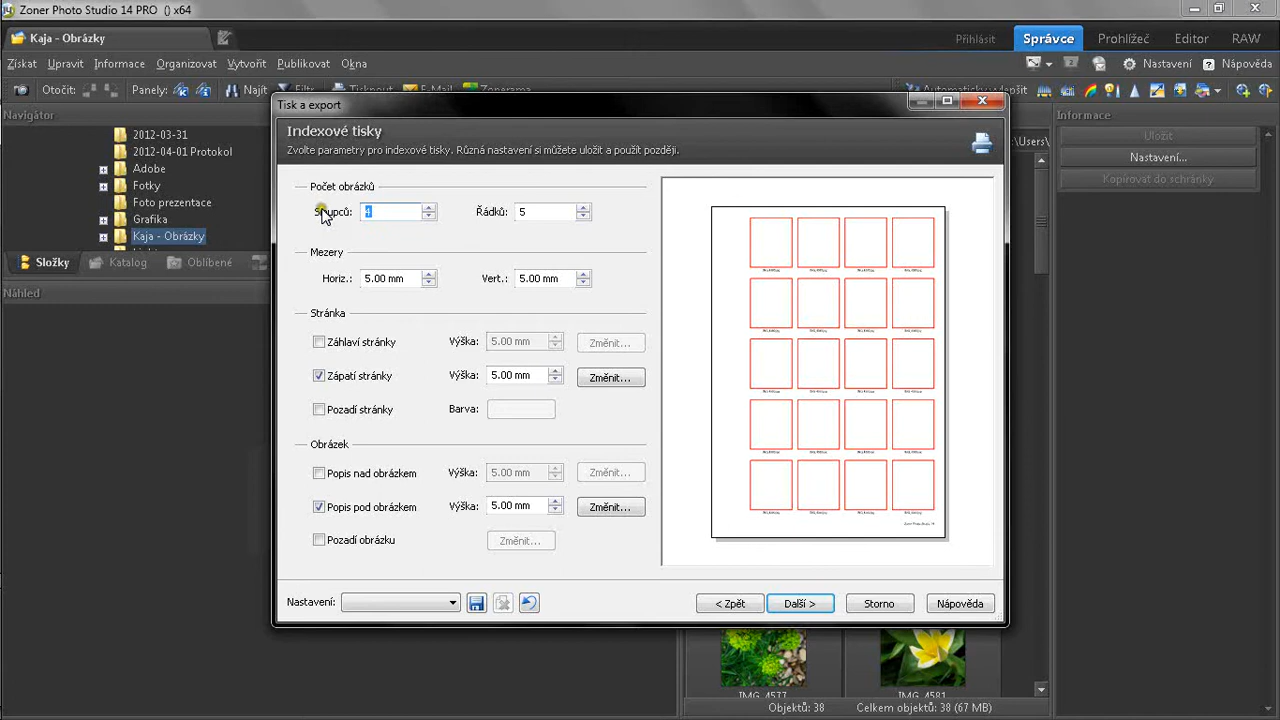 Zoner Photo Studio 14 PRO () x64
Kaja - Obrázky
Přihlásit
Správce
Prohlížeč
Editor
RAW
Získat Upravit Informace Organizovat Vytvořit Publikovat Okna
Nastavení
Nápověda
Otočit: Panely: Najít
Navigátor
2012-03-31
2012-04-01 Protokol
Adobe
Fotky
Foto prezentace
Grafika
Kaja - Obrázky
Složky Katalog Oblíbené
Náhled
Tisk a export
Indexové tisky
Zvolte parametry pro indexové tisky. Různá nastavení si můžete uložit a použít později.
Počet obrázků
Sloupců: 4 Řádků: 5
Mezery
Horiz.: 5.00 mm Vert.: 5.00 mm
Stránka
Záhlaví stránky Výška: 5.00 mm Změnit...
Zápatí stránky Výška: 5.00 mm Změnit...
Pozadí stránky Barva:
Obrázek
Popis nad obrázkem Výška: 5.00 mm Změnit...
Popis pod obrázkem Výška: 5.00 mm Změnit...
Pozadí obrázku Změnit...
Zoner Photo Studio 14
Nastavení:
< Zpět Další > Storno Nápověda
:\Users\
Informace
Uložit
Nastavení...
Kopírovat do schránky
IMG_4577 IMG_4581
Objektů: 38 Celkem objektů: 38 (67 MB)